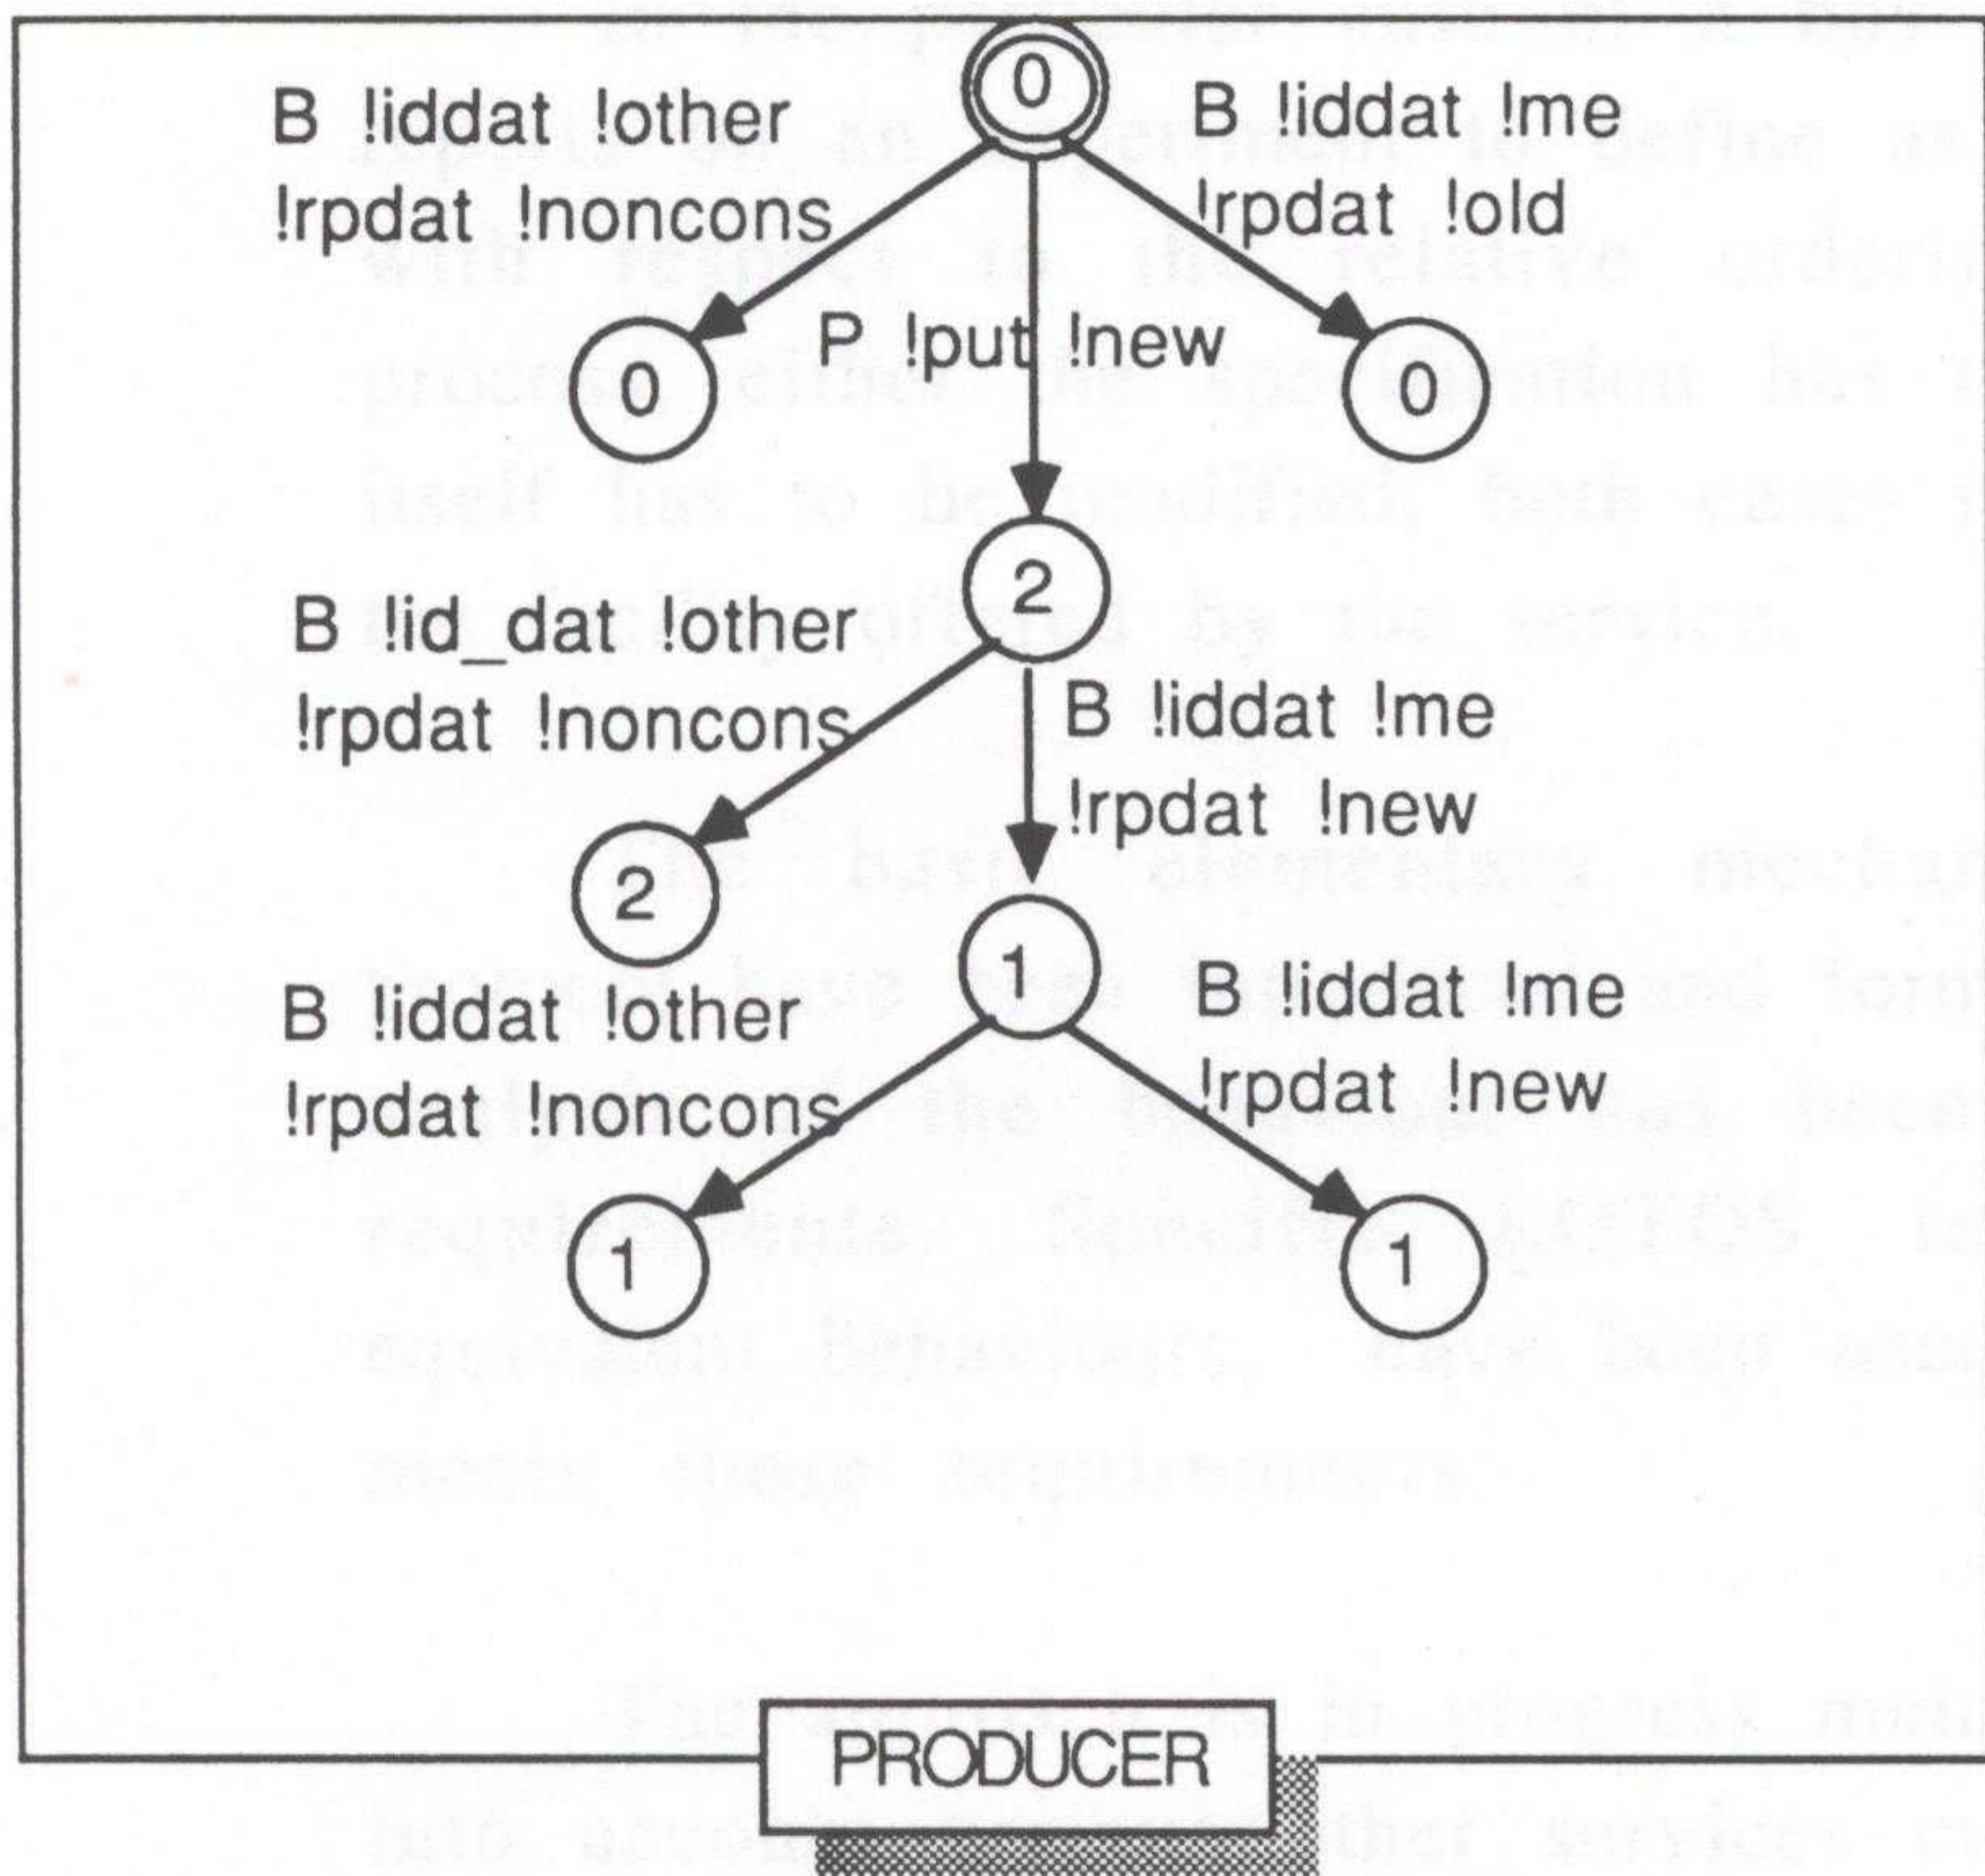 0
B !iddat !other
!rpdat !noncons
B !iddat !me
!rpdat !old
P !put !new
0
0
2
B !id_dat !other
!rpdat !noncons
B !iddat !me
!rpdat !new
2
1
B !iddat !other
!rpdat !noncons
B !iddat !me
!rpdat !new
1
1
PRODUCER